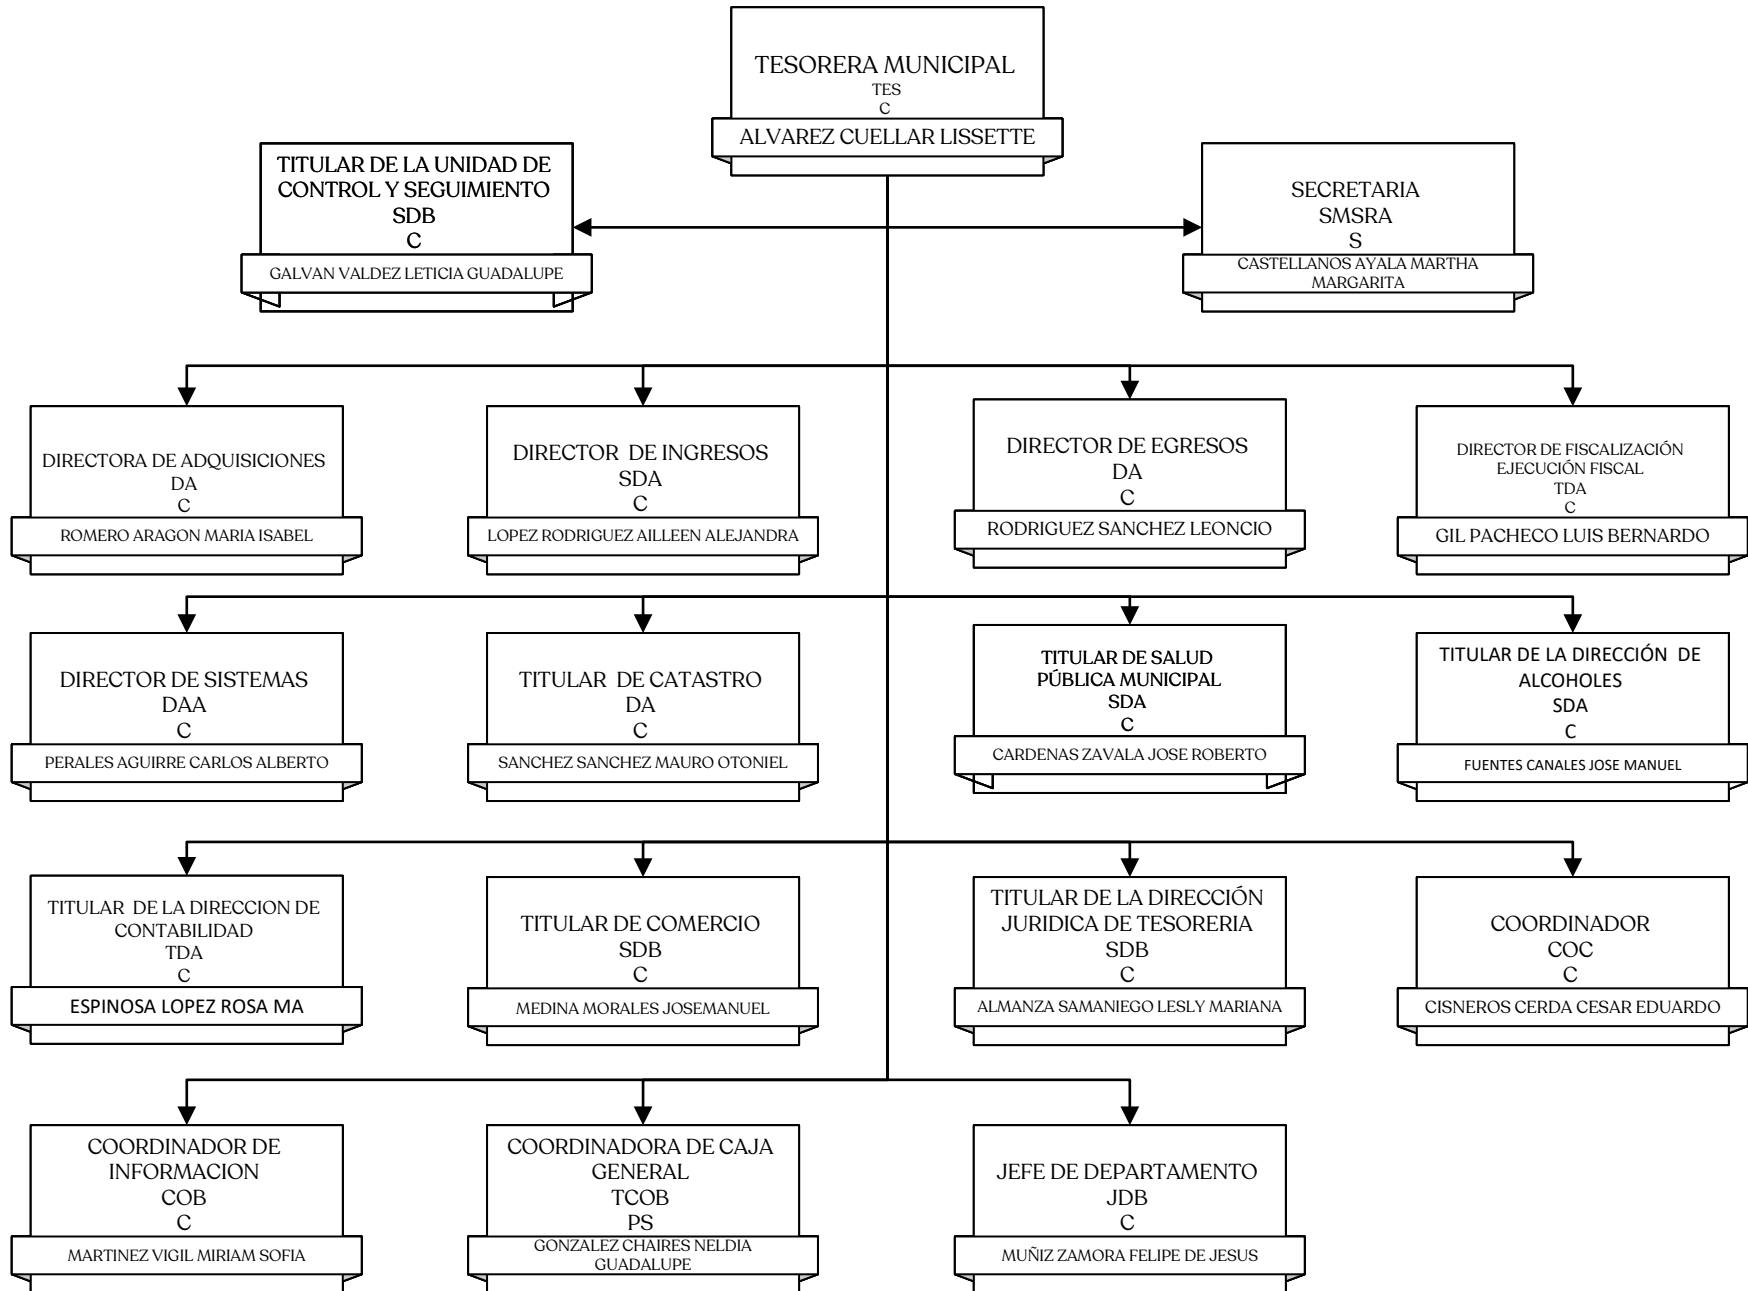 TESORERA MUNICIPAL
TES
C
ALVAREZ CUELLAR LISSETTE
TITULAR DE LA UNIDAD DE
CONTROL Y SEGUIMIENTO
SDB
C
GALVAN VALDEZ LETICIA GUADALUPE
SECRETARIA
SMSRA
S
CASTELLANOS AYALA MARTHA
MARGARITA
DIRECTORA DE ADQUISICIONES
DA
C
ROMERO ARAGON MARIA ISABEL
DIRECTOR DE INGRESOS
SDA
C
LOPEZ RODRIGUEZ AILLEEN ALEJANDRA
DIRECTOR DE EGRESOS
DA
C
RODRIGUEZ SANCHEZ LEONCIO
DIRECTOR DE FISCALIZACIÓN
EJECUCIÓN FISCAL
TDA
C
GIL PACHECO LUIS BERNARDO
DIRECTOR DE SISTEMAS
DAA
C
PERALES AGUIRRE CARLOS ALBERTO
TITULAR DE CATASTRO
DA
C
SANCHEZ SANCHEZ MAURO OTONIEL
TITULAR DE SALUD
PÚBLICA MUNICIPAL
SDA
C
CARDENAS ZAVALA JOSE ROBERTO
TITULAR DE LA DIRECCIÓN DE
ALCOHOLES
SDA
C
FUENTES CANALES JOSE MANUEL
TITULAR DE LA DIRECCION DE
CONTABILIDAD
TDA
C
ESPINOSA LOPEZ ROSA MA
TITULAR DE COMERCIO
SDB
C
MEDINA MORALES JOSEMANUEL
TITULAR DE LA DIRECCIÓN
JURIDICA DE TESORERIA
SDB
C
ALMANZA SAMANIEGO LESLY MARIANA
COORDINADOR
COC
C
CISNEROS CERDA CESAR EDUARDO
COORDINADOR DE
INFORMACION
COB
C
MARTINEZ VIGIL MIRIAM SOFIA
COORDINADORA DE CAJA
GENERAL
TCOB
PS
GONZALEZ CHAIRES NELDIA
GUADALUPE
JEFE DE DEPARTAMENTO
JDB
C
MUÑIZ ZAMORA FELIPE DE JESUS